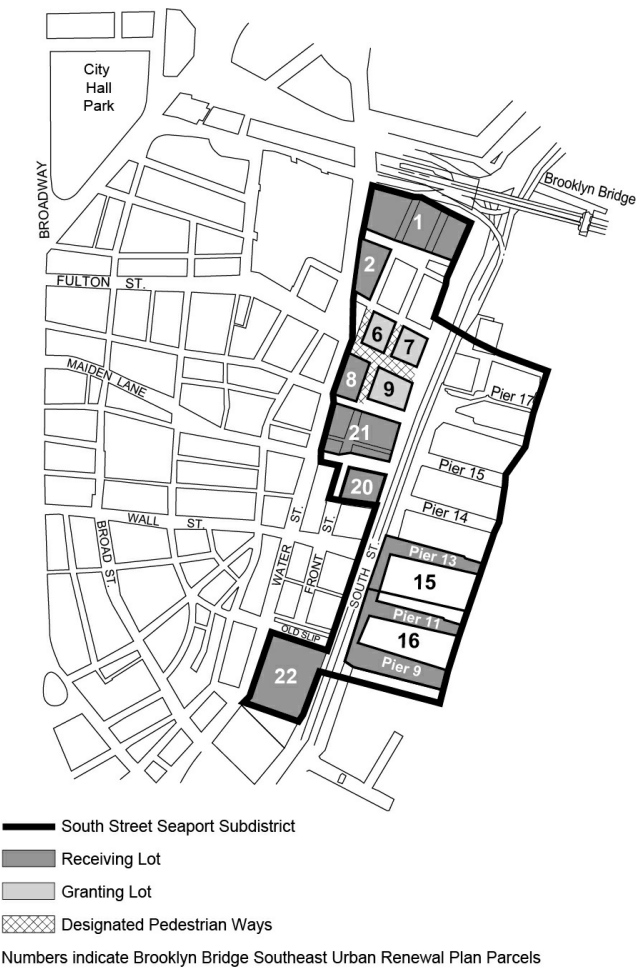 City
Hall
Park
BROADWAY
Brooklyn Bridge
1
2
FULTON ST.
6
7
MAIDEN LANE
8
9
Pier 17
21
Pier 15
20
Pier 14
WALL ST.
BROAD ST.
WATER ST.
FRONT ST.
SOUTH ST.
Pier 13
15
Pier 11
16
Pier 9
OLD SLIP
22
South Street Seaport Subdistrict
Receiving Lot
Granting Lot
Designated Pedestrian Ways
Numbers indicate Brooklyn Bridge Southeast Urban Renewal Plan Parcels